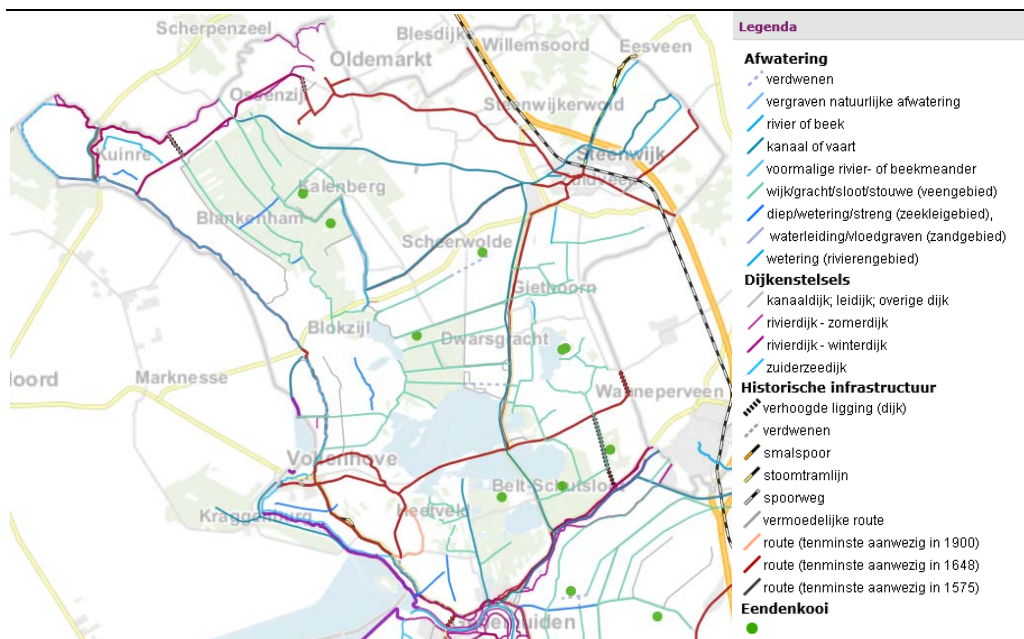 Scherpenzeel
Blesdijke
Willemsoord
Eesveen
Oldemarkt
Ossenzijl
Steenwijkerwold
Kuinre
Steenwijk
Zuidveen
Kalenberg
Blankenham
Scheerwolde
Giethoorn
Blokzijl
Dwarsgracht
Marknesse
Wanneperveen
Vollenhove
Belt-Schutsloot
Kraggenburg
Heetveld
Legenda
Afwatering
verdwenen
vergraven natuurlijke afwatering
rivier of beek
kanaal of vaart
voormalige rivier- of beekmeander
wijk/gracht/sloot/stouwe (veengebied)
diep/wetering/streng (zeekleigebied),
waterleiding/vloedgraven (zandgebied)
wetering (rivierengebied)
Dijkenstelsels
kanaaldijk; leidijk; overige dijk
rivierdijk - zomerdijk
rivierdijk - winterdijk
zuiderzeedijk
Historische infrastuctuur
verhoogde ligging (dijk)
verdwenen
smalspoor
stoomtramlijn
spoorweg
vermoedelijke route
route (tenminste aanwezig in 1900)
route (tenminste aanwezig in 1648)
route (tenminste aanwezig in 1575)
Eendenkooi